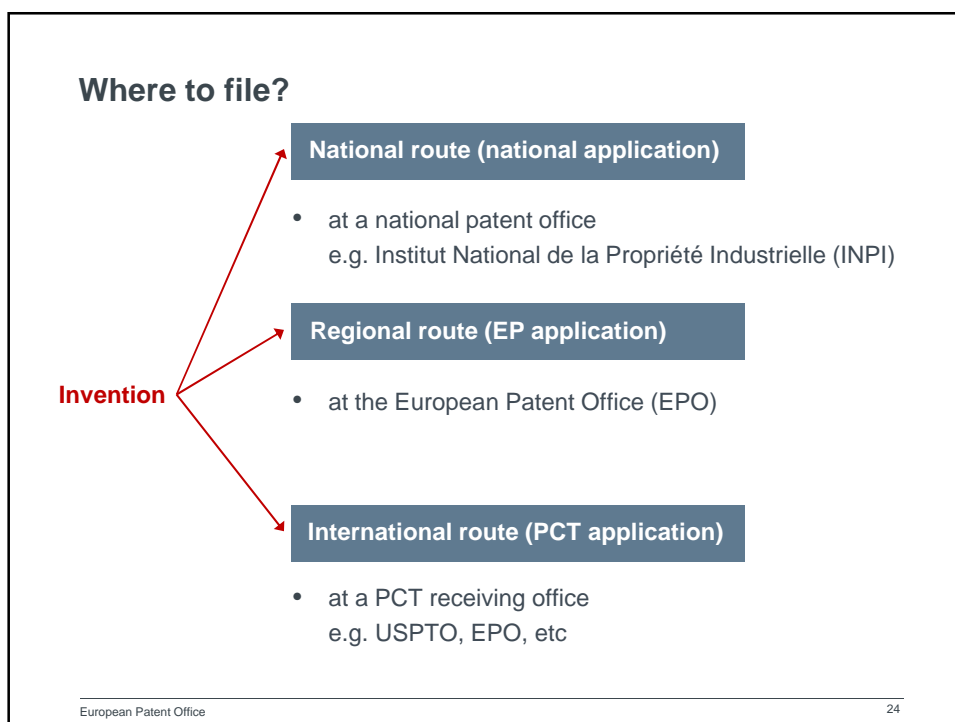 Where to file?
National route (national application)
• at a national patent office
e.g. Institut National de la Propriété Industrielle (INPI)
Regional route (EP application)
Invention
• at the European Patent Office (EPO)
International route (PCT application)
• at a PCT receiving office
e.g. USPTO, EPO, etc
European Patent Office
24